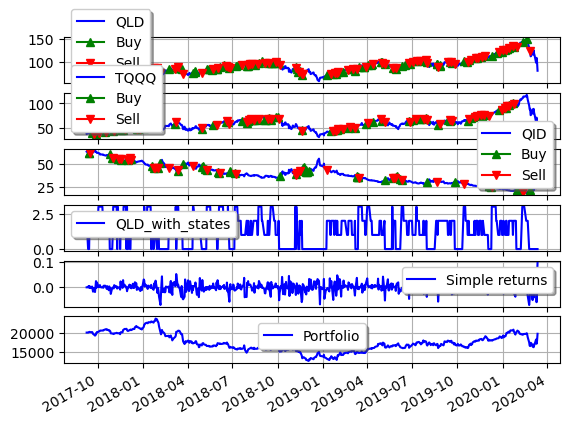 QLD
Buy
Sell
150
100
TQQQ
Buy
Sell
100
50
QID
Buy
Sell
50
25
QLD_with_states
2.5
0.0
Simple returns
0.1
0.0
Portfolio
20000
15000
2017-10
2018-01
2018-04
2018-07
2018-10
2019-01
2019-04
2019-07
2019-10
2020-01
2020-04